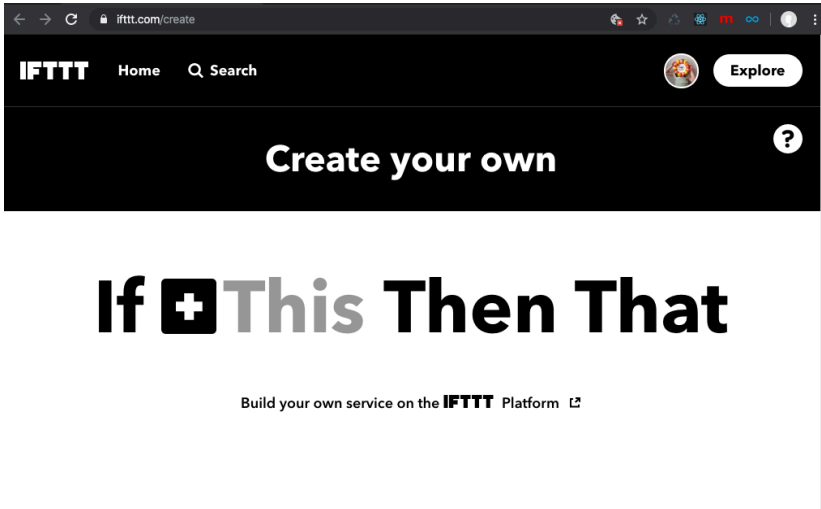 ifttt.com/create
IFTTT Home Search Explore
?
Create your own
If This Then That
Build your own service on the IFTTT Platform